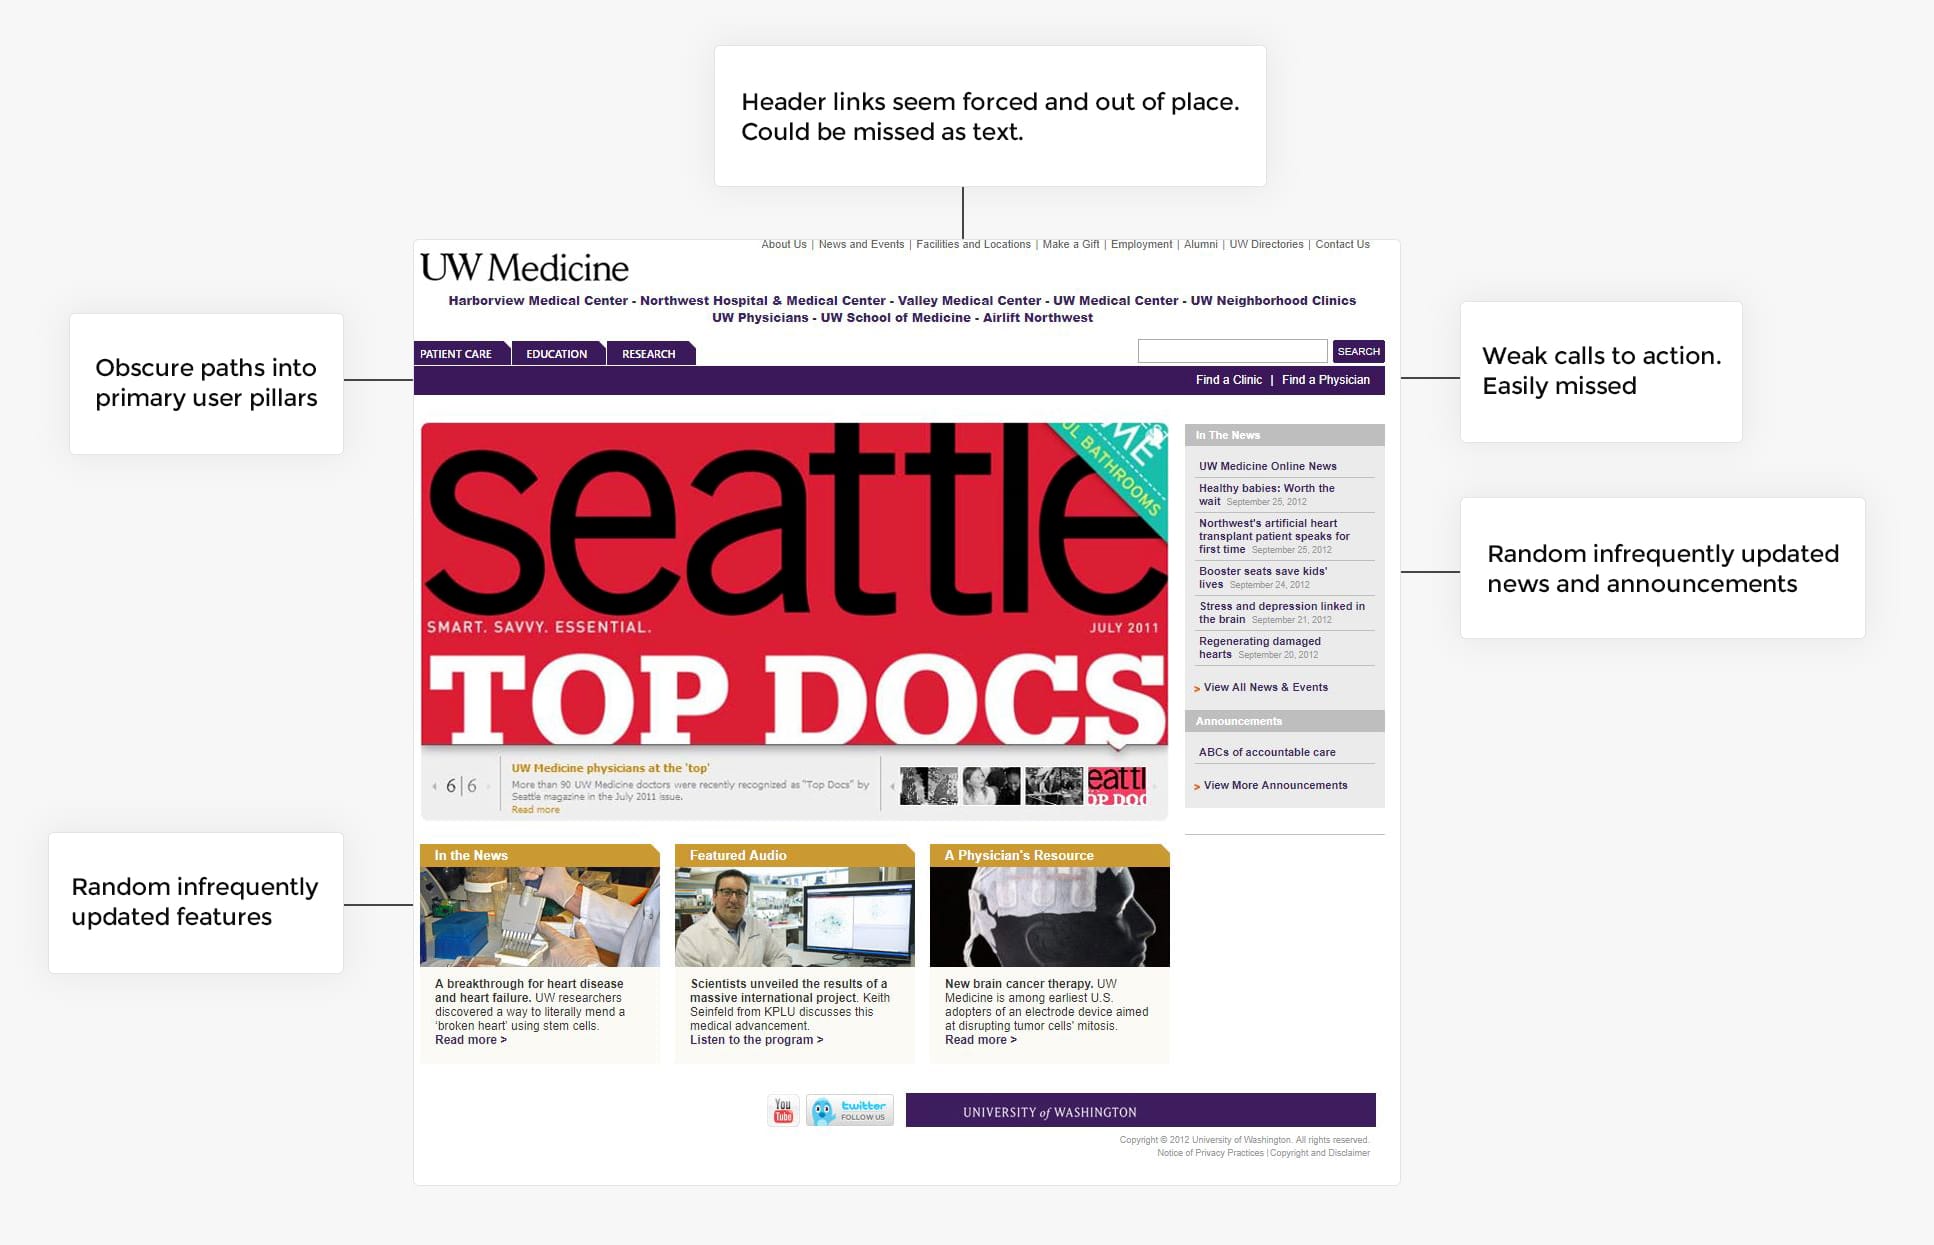 Header links seem forced and out of place.
Could be missed as text.
About Us | News and Events | Facilities and Locations | Make a Gift | Employment | Alumni | UW Directories | Contact Us
UW Medicine
Harborview Medical Center - Northwest Hospital & Medical Center - Valley Medical Center - UW Medical Center - UW Neighborhood Clinics
UW Physicians - UW School of Medicine - Airlift Northwest
Obscure paths into
primary user pillars
PATIENT CARE
EDUCATION
RESEARCH
SEARCH
Find a Clinic | Find a Physician
Weak calls to action.
Easily missed
seattle
BATHROOMS
SMART. SAVVY. ESSENTIAL.
JULY 2011
TOP DOCS
6|6
UW Medicine physicians at the 'top'
More than 90 UW Medicine doctors were recently recognized as "Top Docs" by
Seattle magazine in the July 2011 issue.
Read more
In The News
UW Medicine Online News
Healthy babies: Worth the
wait September 25, 2012
Northwest's artificial heart
transplant patient speaks for
first time September 25, 2012
Booster seats save kids'
lives September 24, 2012
Stress and depression linked in
the brain September 21, 2012
Regenerating damaged
hearts September 20, 2012
> View All News & Events
Announcements
ABCs of accountable care
> View More Announcements
Random infrequently updated
news and announcements
Random infrequently
updated features
In the News
A breakthrough for heart disease
and heart failure. UW researchers
discovered a way to literally mend a
'broken heart' using stem cells.
Read more >
Featured Audio
Scientists unveiled the results of a
massive international project. Keith
Seinfeld from KPLU discusses this
medical advancement.
Listen to the program >
A Physician's Resource
New brain cancer therapy. UW
Medicine is among earliest U.S.
adopters of an electrode device aimed
at disrupting tumor cells' mitosis.
Read more >
You
Tube
twitter
FOLLOW US
UNIVERSITY of WASHINGTON
Copyright © 2012 University of Washington. All rights reserved.
Notice of Privacy Practices | Copyright and Disclaimer